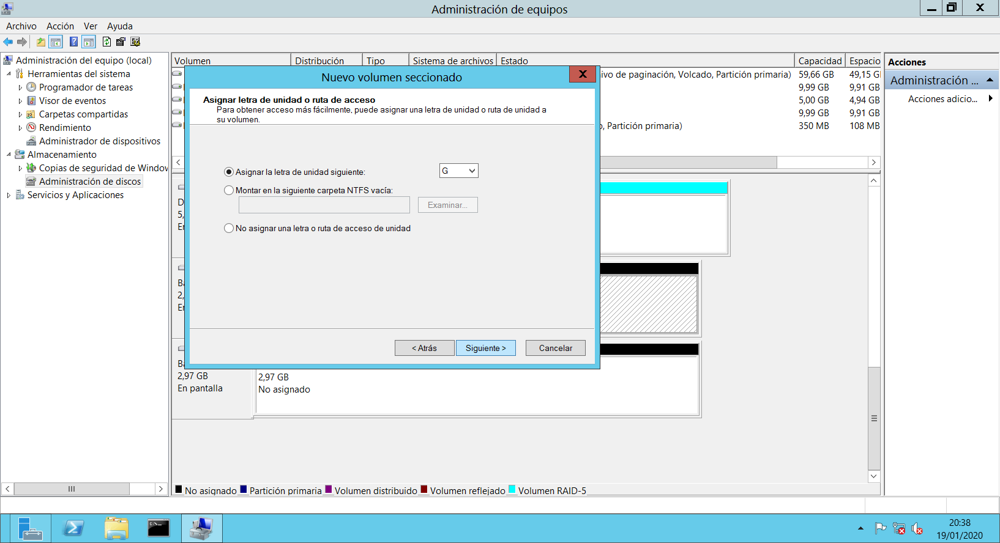 Administración de equipos
Archivo Acción Ver Ayuda
Administración del equipo (local)
Herramientas del sistema
Programador de tareas
Visor de eventos
Carpetas compartidas
Rendimiento
Administrador de dispositivos
Almacenamiento
Copias de seguridad de Window
Administración de discos
Servicios y Aplicaciones
Volumen Distribución Tipo Sistema de archivos Estado Capacidad Espacio
ivo de paginación, Volcado, Partición primaria) 59,66 GB 49,15 G
9,99 GB 9,91 GB
5,00 GB 4,94 GB
9,99 GB 9,91 GB
o, Partición primaria) 350 MB 108 MB
Nuevo volumen seccionado
X
Asignar letra de unidad o ruta de acceso
Para obtener acceso más fácilmente, puede asignar una letra de unidad o ruta de unidad a
su volumen.
Asignar la letra de unidad siguiente: G
Montar en la siguiente carpeta NTFS vacía:
Examinar...
No asignar una letra o ruta de acceso de unidad
< Atrás Siguiente > Cancelar
D
5,
En
Ba
2,
En
Ba
2,97 GB
En pantalla
2,97 GB
No asignado
No asignado Partición primaria Volumen distribuido Volumen reflejado Volumen RAID-5
Acciones
Administración ...
Acciones adicio...
20:38
19/01/2020